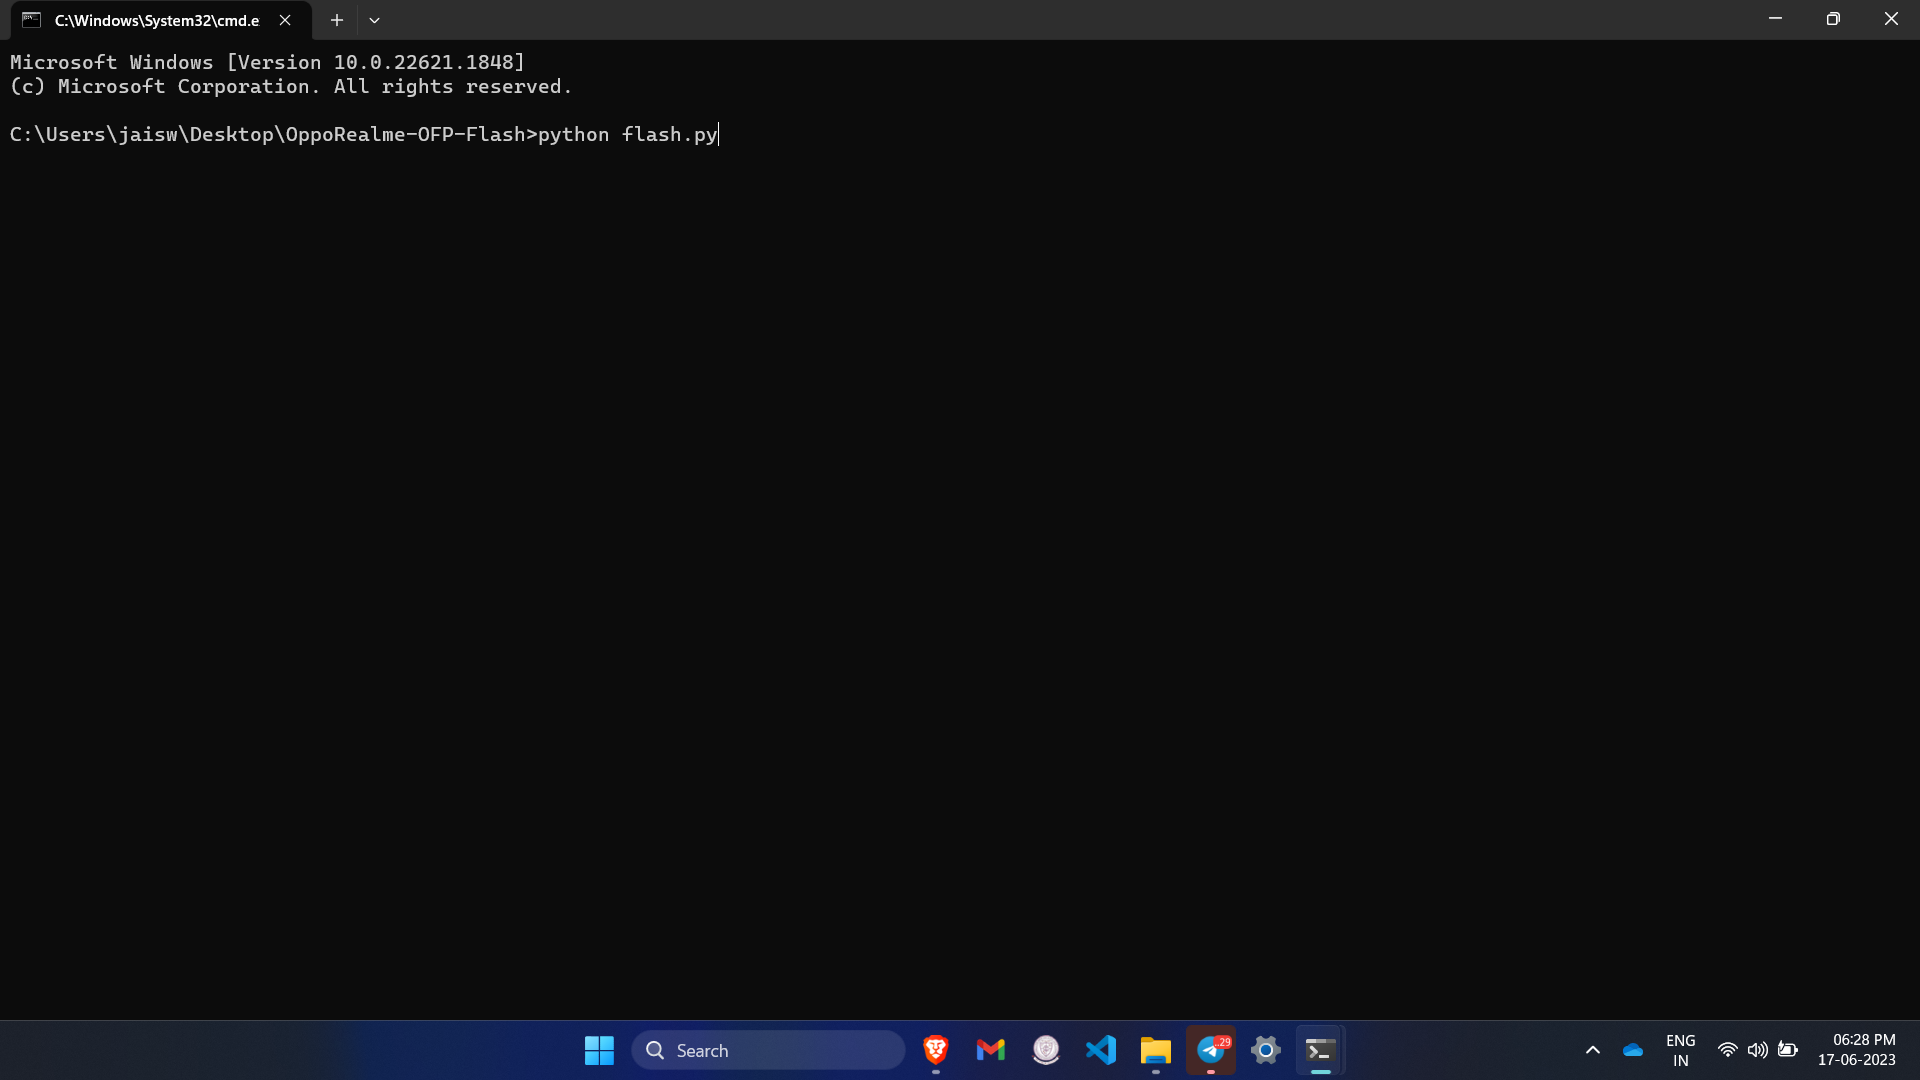 C:\Windows\System32\cmd.e
Microsoft Windows [Version 10.0.22621.1848]
(c) Microsoft Corporation. All rights reserved.
C:\Users\jaisw\Desktop\OppoRealme-OFP-Flash>python flash.py
Search
.29
ENG
IN
06:28 PM
17-06-2023